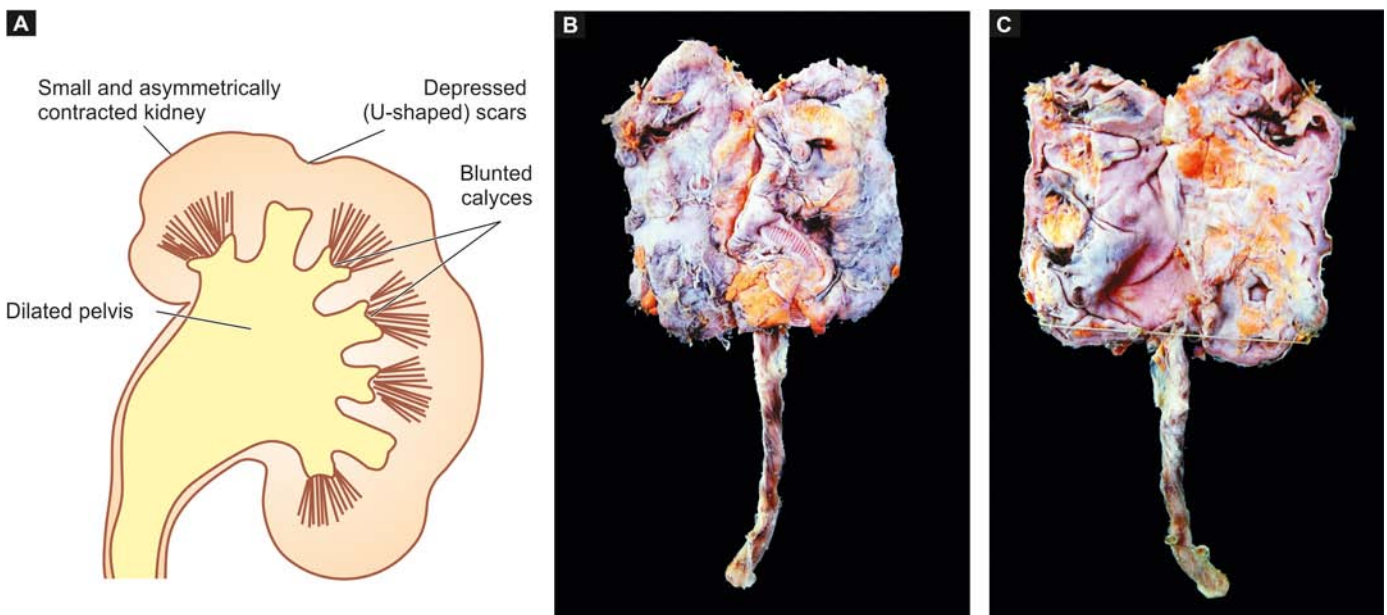 A
Small and asymmetrically
contracted kidney
Depressed
(U-shaped) scars
Blunted
calyces
Dilated pelvis
B
C